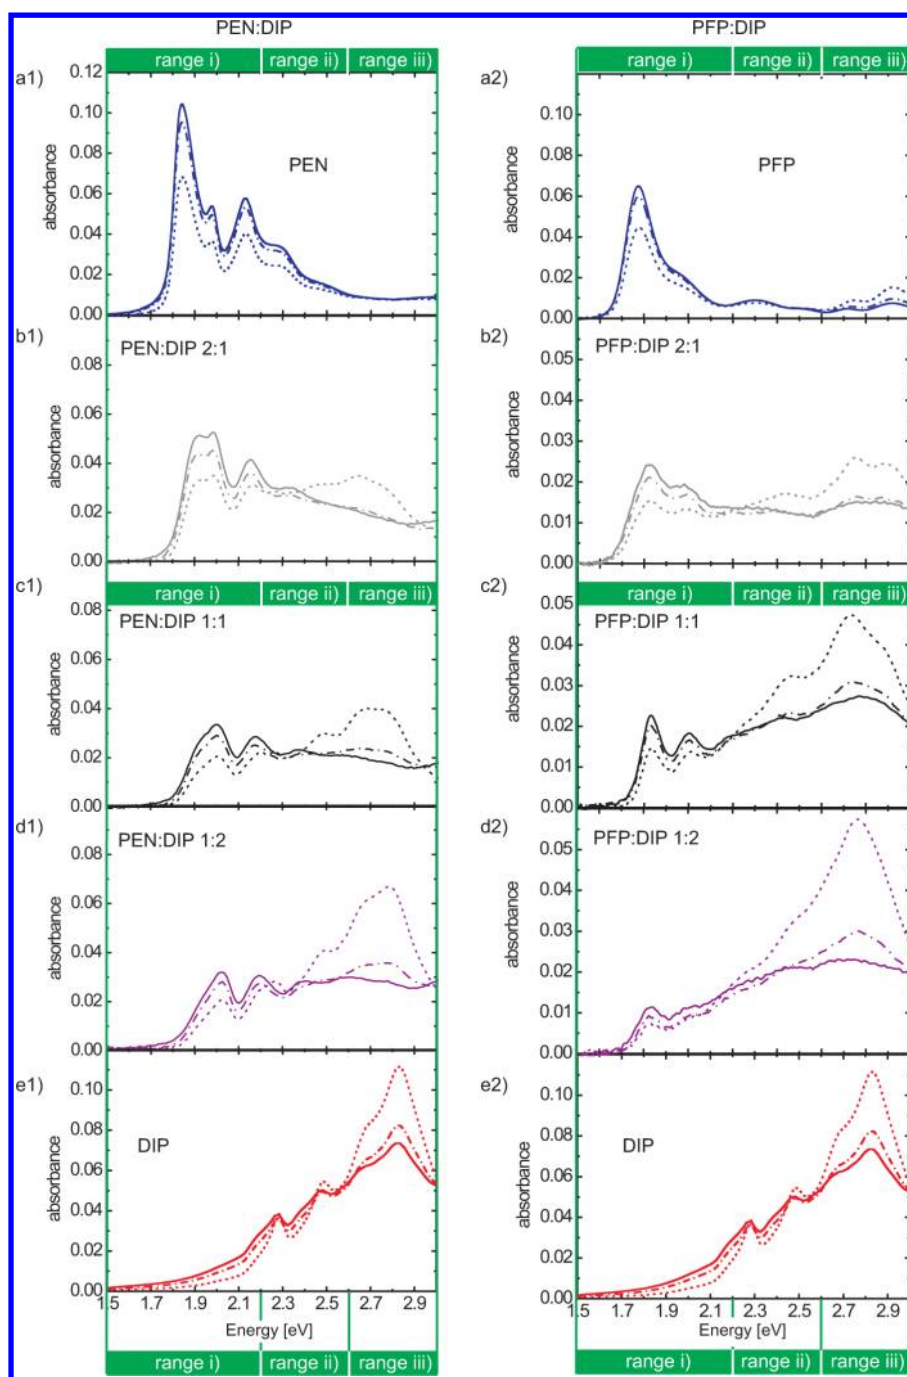 PEN:DIP
PFP:DIP
range i) range ii) range iii)
range i) range ii) range iii)
a1)
0.12
0.10
0.08
0.06
0.04
0.02
0.00
absorbance
PEN
a2)
0.10
0.08
0.06
0.04
0.02
0.00
absorbance
PFP
b1)
PEN:DIP 2:1
0.08
0.06
0.04
0.02
0.00
absorbance
b2)
PFP:DIP 2:1
0.05
0.04
0.03
0.02
0.01
0.00
absorbance
range i) range ii) range iii)
range i) range ii) range iii)
c1)
PEN:DIP 1:1
0.08
0.06
0.04
0.02
0.00
absorbance
c2)
PFP:DIP 1:1
0.05
0.04
0.03
0.02
0.01
0.00
absorbance
d1)
PEN:DIP 1:2
0.08
0.06
0.04
0.02
0.00
absorbance
d2)
PFP:DIP 1:2
0.05
0.04
0.03
0.02
0.01
0.00
absorbance
e1)
DIP
0.10
0.08
0.06
0.04
0.02
0.00
absorbance
1.5 1.7 1.9 2.1 2.3 2.5 2.7 2.9
Energy [eV]
range i) range ii) range iii)
e2)
DIP
0.10
0.08
0.06
0.04
0.02
0.00
absorbance
1.5 1.7 1.9 2.1 2.3 2.5 2.7 2.9
Energy [eV]
range i) range ii) range iii)